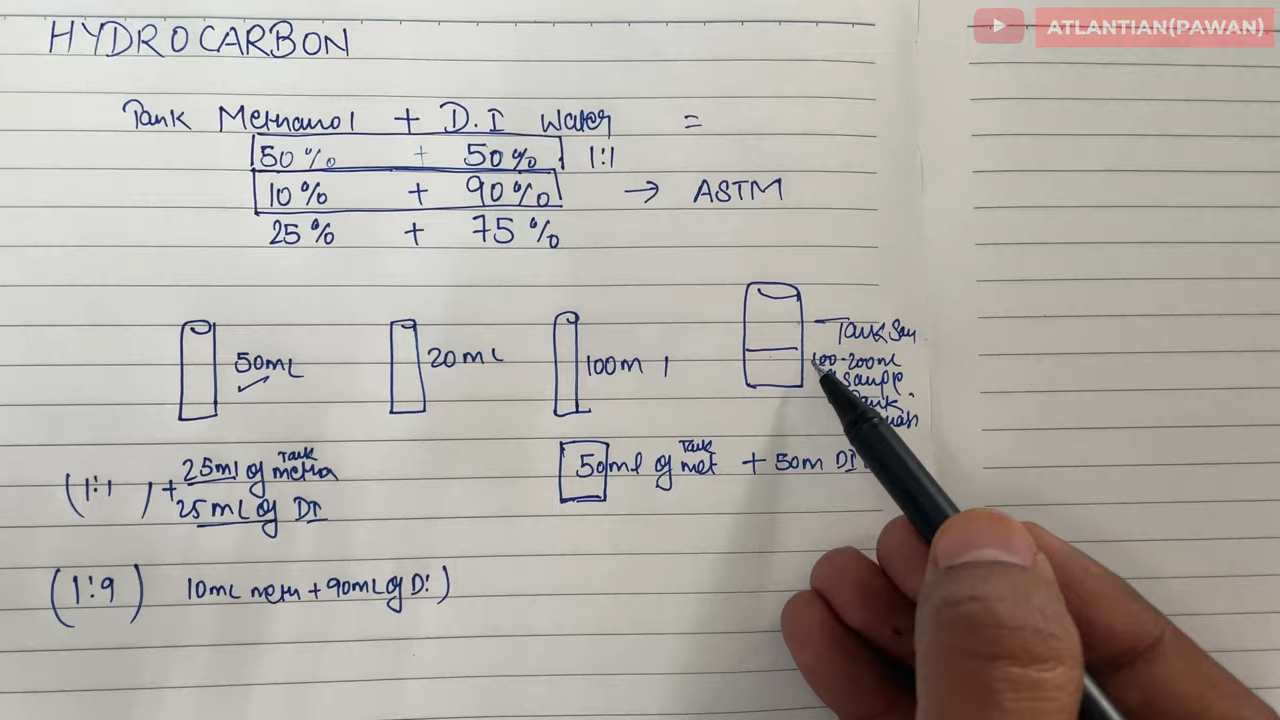 ATLANTIAN(PAWAN)
HYDROCARBON
Tank Methanol + D.I Water =
50% + 50% 1:1
10% + 90% → ASTM
25% + 75%
50mL
20mL
100ml
Tank Sam
100-200mL
sample
Tank
(1:1 ) + 25ml of Tank metha
25mL of DI
50ml of Tank met + 50m DI
(1:9) 10mL meth + 90mL of DI)